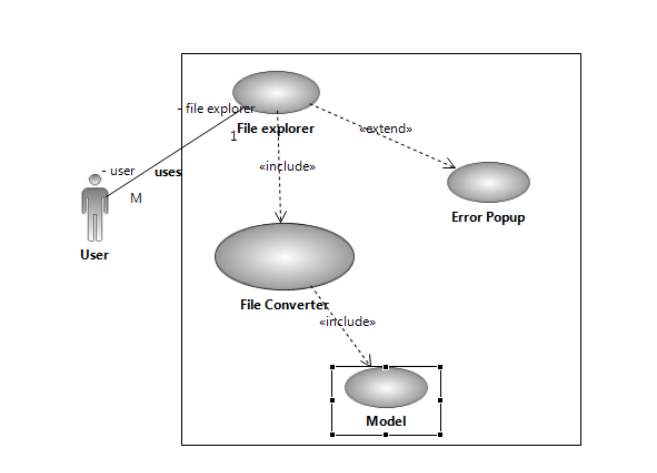 - file explorer
File explorer
1
«extend»
«include»
- user
uses
M
Error Popup
User
File Converter
«include»
Model